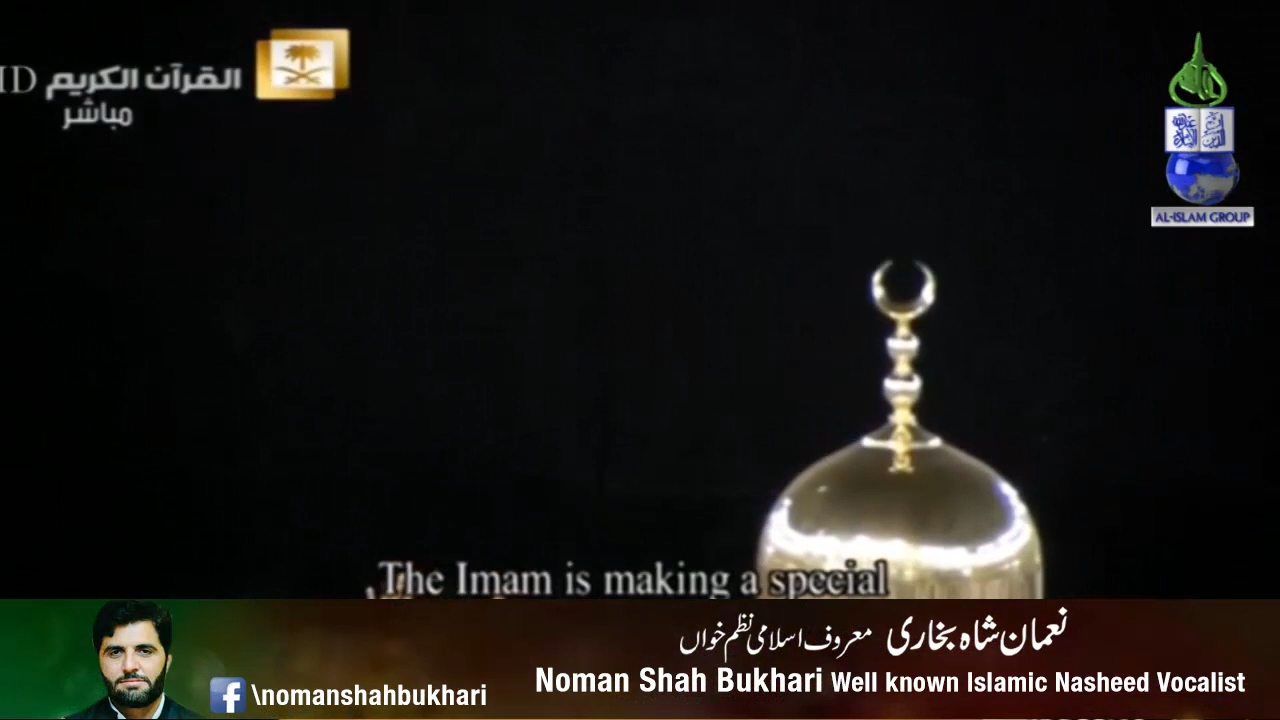 HD القرآن الكريم
مباشر
AL-ISLAM GROUP
The Imam is making a special
نعمان شاہ بخاری معروف اسلامی نظم خواں
Noman Shah Bukhari Well known Islamic Nasheed Vocalist
\nomanshahbukhari